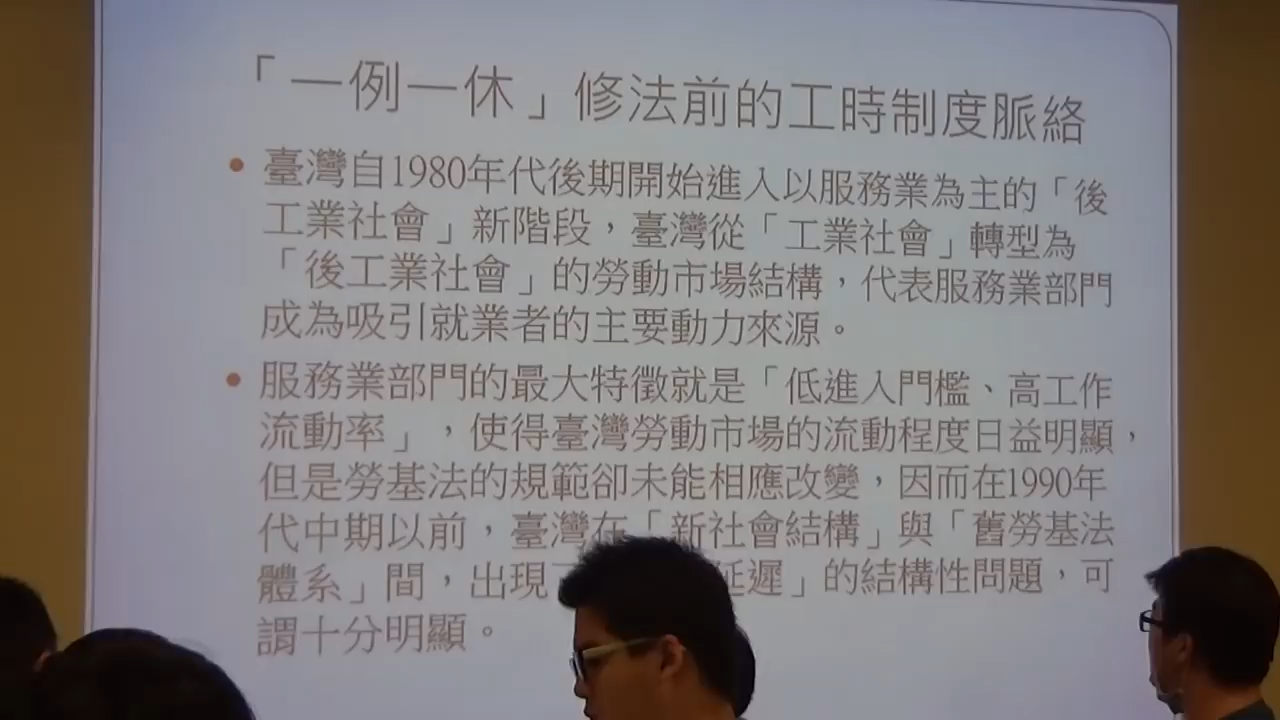 「一例一休」修法前的工時制度脈絡
• 臺灣自1980年代後期開始進入以服務業為主的「後
工業社會」新階段，臺灣從「工業社會」轉型為
「後工業社會」的勞動市場結構，代表服務業部門
成為吸引就業者的主要動力來源。
• 服務業部門的最大特徵就是「低進入門檻、高工作
流動率」，使得臺灣勞動市場的流動程度日益明顯，
但是勞基法的規範卻未能相應改變，因而在1990年
代中期以前，臺灣在「新社會結構」與「舊勞基法
體系」間，出現 延遲」的結構性問題，可
謂十分明顯。